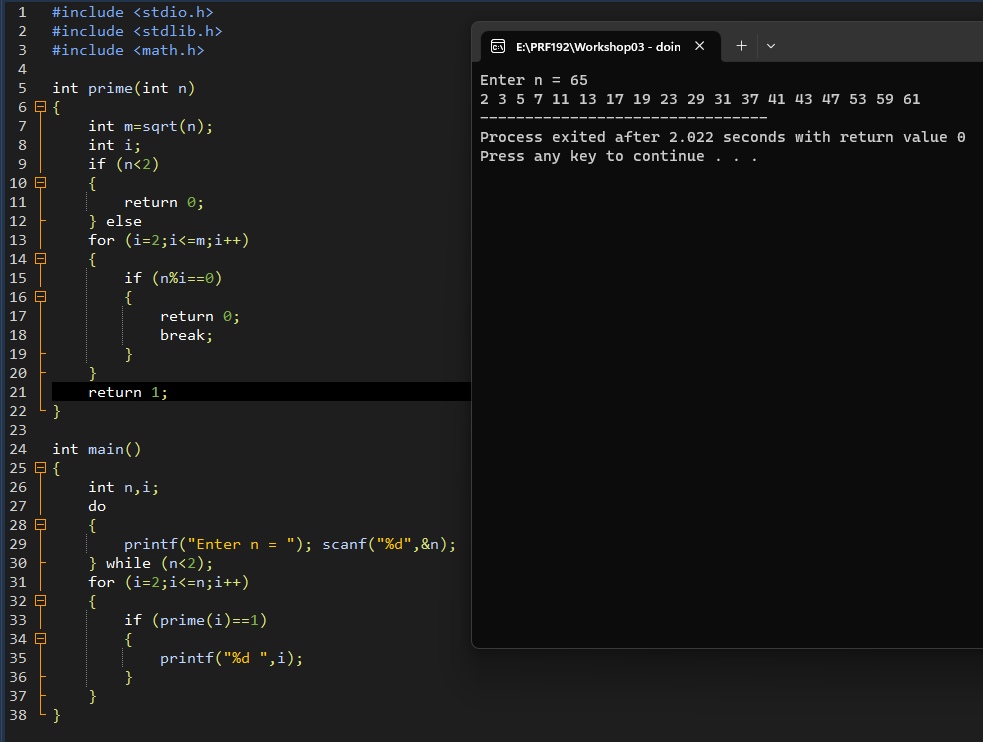 1 #include <stdio.h>
2 #include <stdlib.h>
3 #include <math.h>
4
5 int prime(int n)
6 {
7     int m=sqrt(n);
8     int i;
9     if (n<2)
10     {
11         return 0;
12     } else
13     for (i=2;i<=m;i++)
14     {
15         if (n%i==0)
16         {
17             return 0;
18             break;
19         }
20     }
21     return 1;
22 }
23
24 int main()
25 {
26     int n,i;
27     do
28     {
29         printf("Enter n = "); scanf("%d",&n);
30     } while (n<2);
31     for (i=2;i<=n;i++)
32     {
33         if (prime(i)==1)
34         {
35             printf("%d ",i);
36         }
37     }
38 }
E:\PRF192\Workshop03 - doin
Enter n = 65
2 3 5 7 11 13 17 19 23 29 31 37 41 43 47 53 59 61
--------------------------------
Process exited after 2.022 seconds with return value 0
Press any key to continue . . .